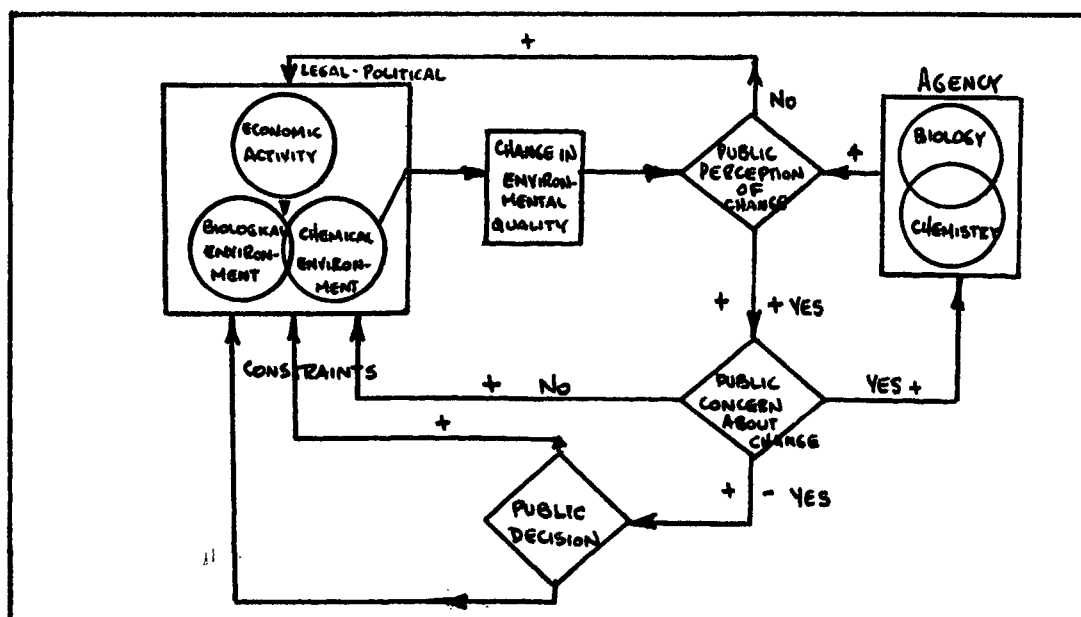 +
LEGAL-POLITICAL
ECONOMIC
ACTIVITY
BIOLOGICAL
ENVIRON-
MENT
CHEMICAL
ENVIRON-
MENT
CHANGE IN
ENVIRON-
MENTAL
QUALITY
NO
PUBLIC
PERCEPTION
OF
CHANGE
+
AGENCY
BIOLOGY
CHEMISTRY
+ + YES
CONSTRAINTS
+ NO
PUBLIC
CONCERN
ABOUT
CHANGE
YES +
+
+ - YES
PUBLIC
DECISION